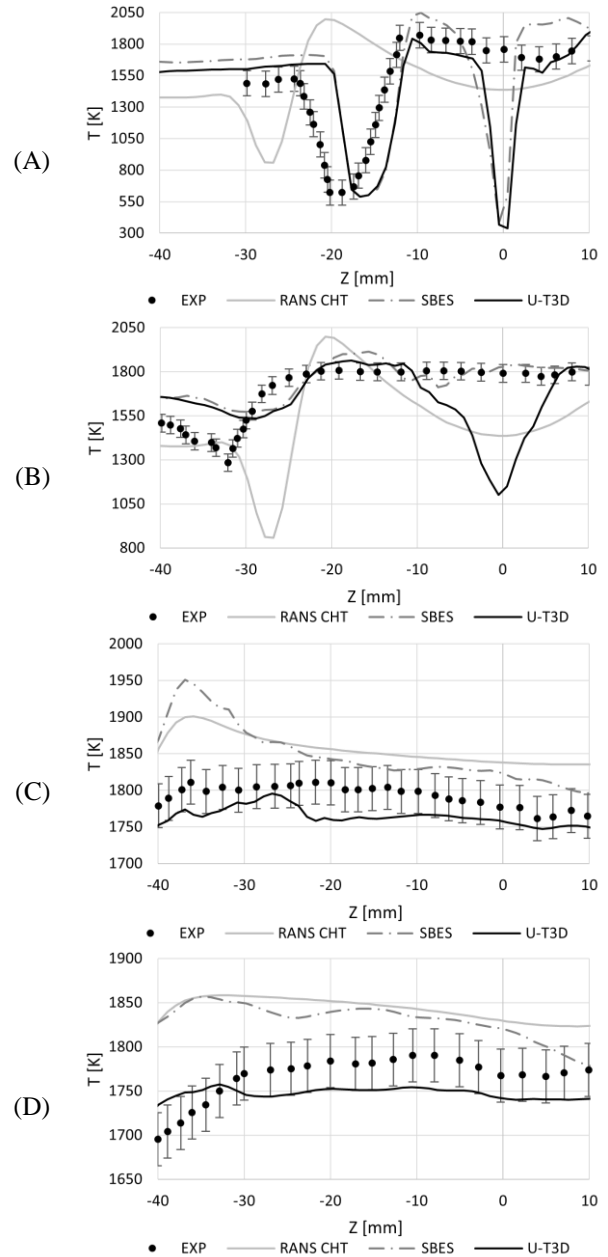 (A)
T [K]
2050
1800
1550
1300
1050
800
550
300
-40 -30 -20 -10 0 10
Z [mm]
EXP RANS CHT SBES U-T3D
(B)
T [K]
2050
1800
1550
1300
1050
800
-40 -30 -20 -10 0 10
Z [mm]
EXP RANS CHT SBES U-T3D
(C)
T [K]
2000
1950
1900
1850
1800
1750
1700
-40 -30 -20 -10 0 10
Z [mm]
EXP RANS CHT SBES U-T3D
(D)
T [K]
1900
1850
1800
1750
1700
1650
-40 -30 -20 -10 0 10
Z [mm]
EXP RANS CHT SBES U-T3D